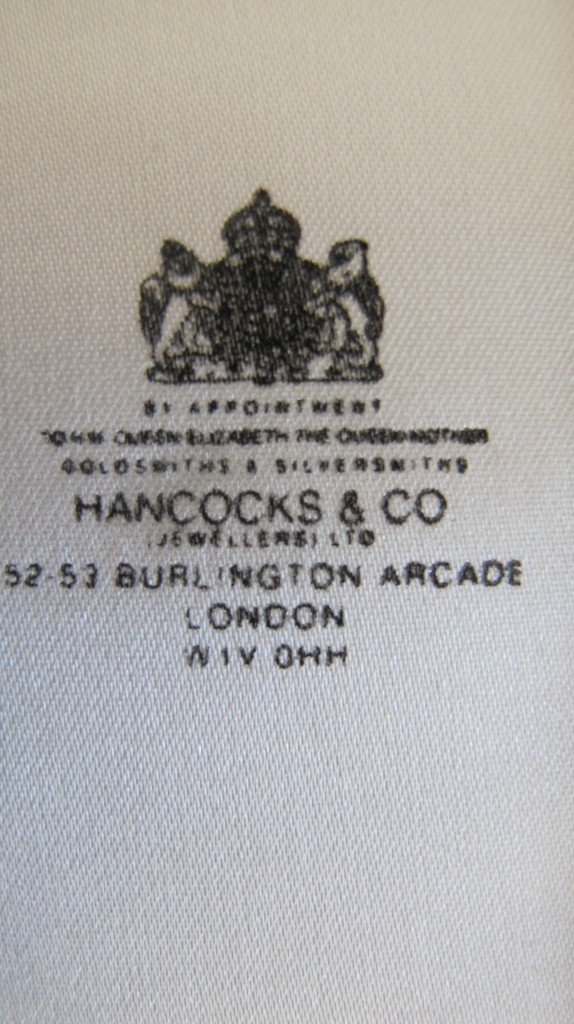 BY APPOINTMENT
TO H.M. QUEEN ELIZABETH THE QUEEN MOTHER
GOLDSMITHS & SILVERSMITHS
HANCOCKS & CO
(JEWELLERS) LTD
52-53 BURLINGTON ARCADE
LONDON
W1V 0HH